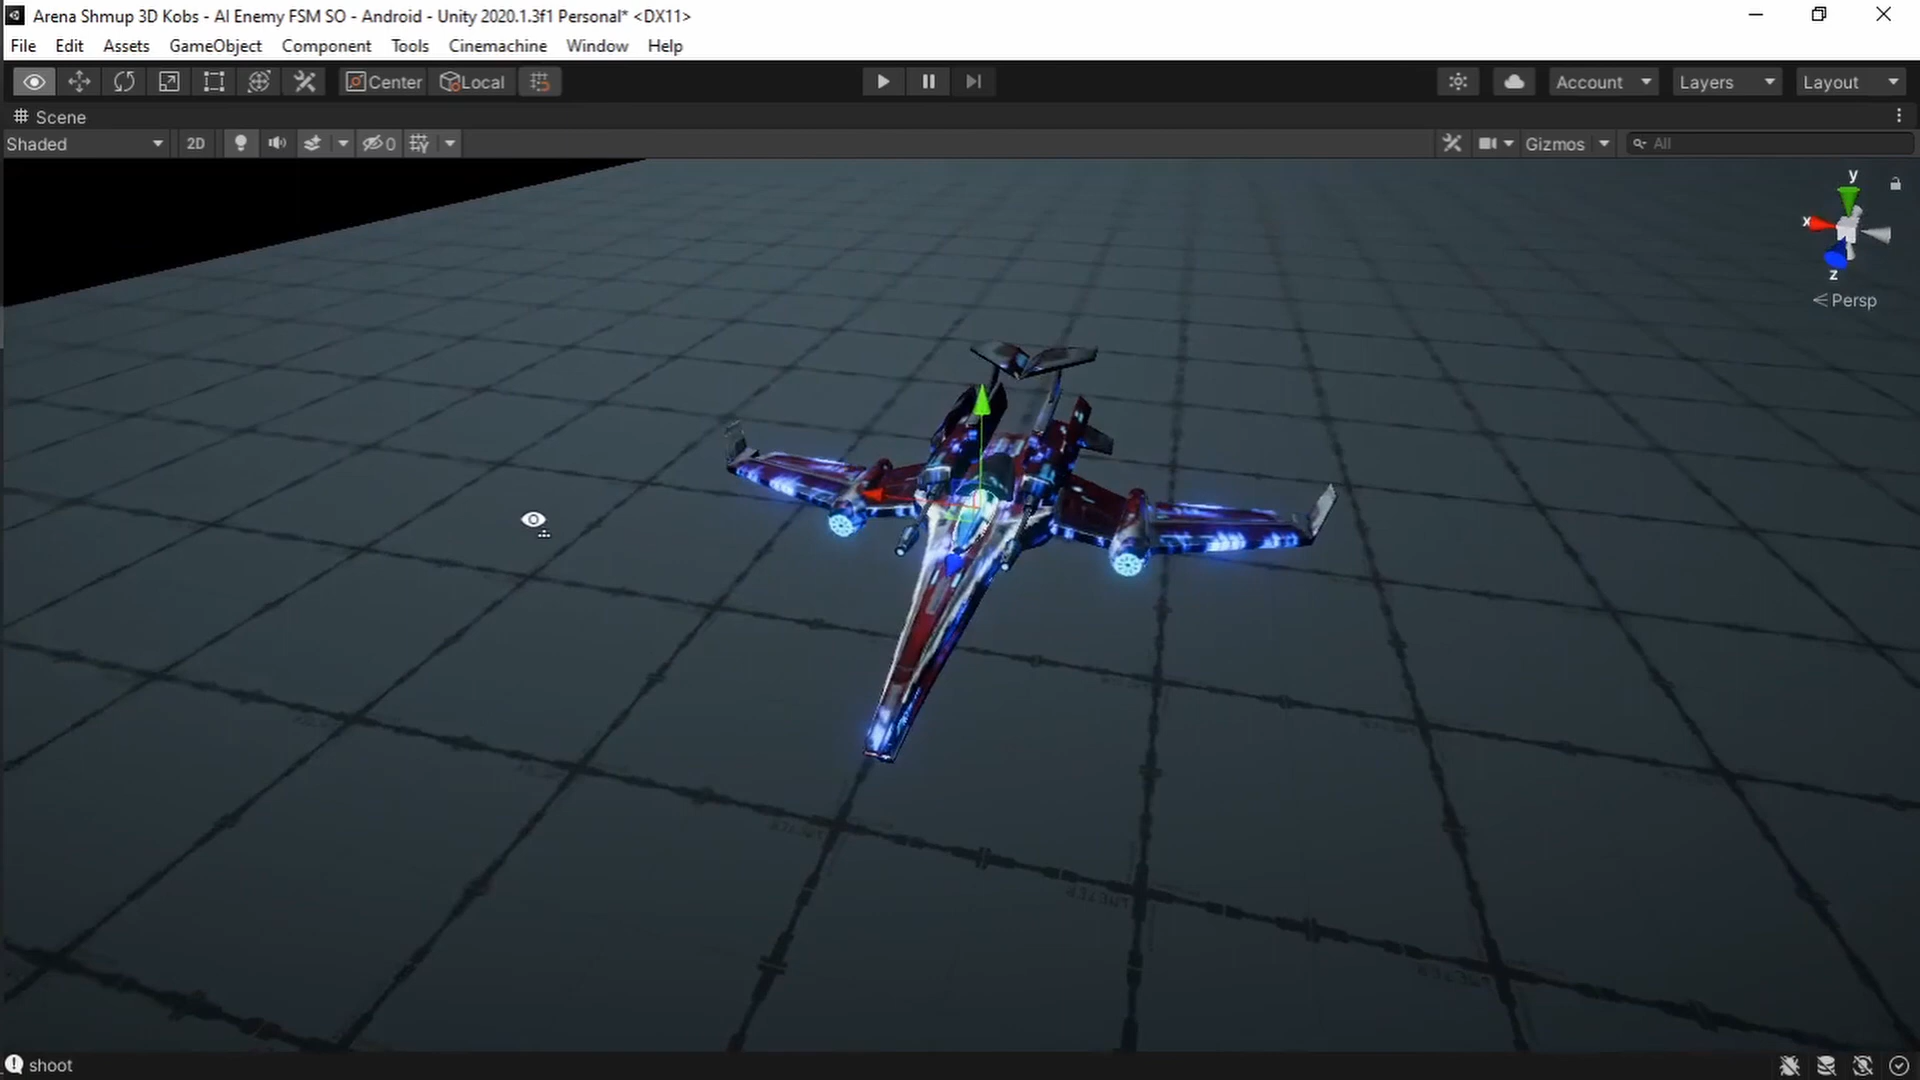 Arena Shmup 3D Kobs - AI Enemy FSM SO - Android - Unity 2020.1.3f1 Personal* <DX11>
File Edit Assets GameObject Component Tools Cinemachine Window Help
Center Local Account Layers Layout
Scene
Shaded 2D 0 Gizmos All
y
x
z
Persp
shoot